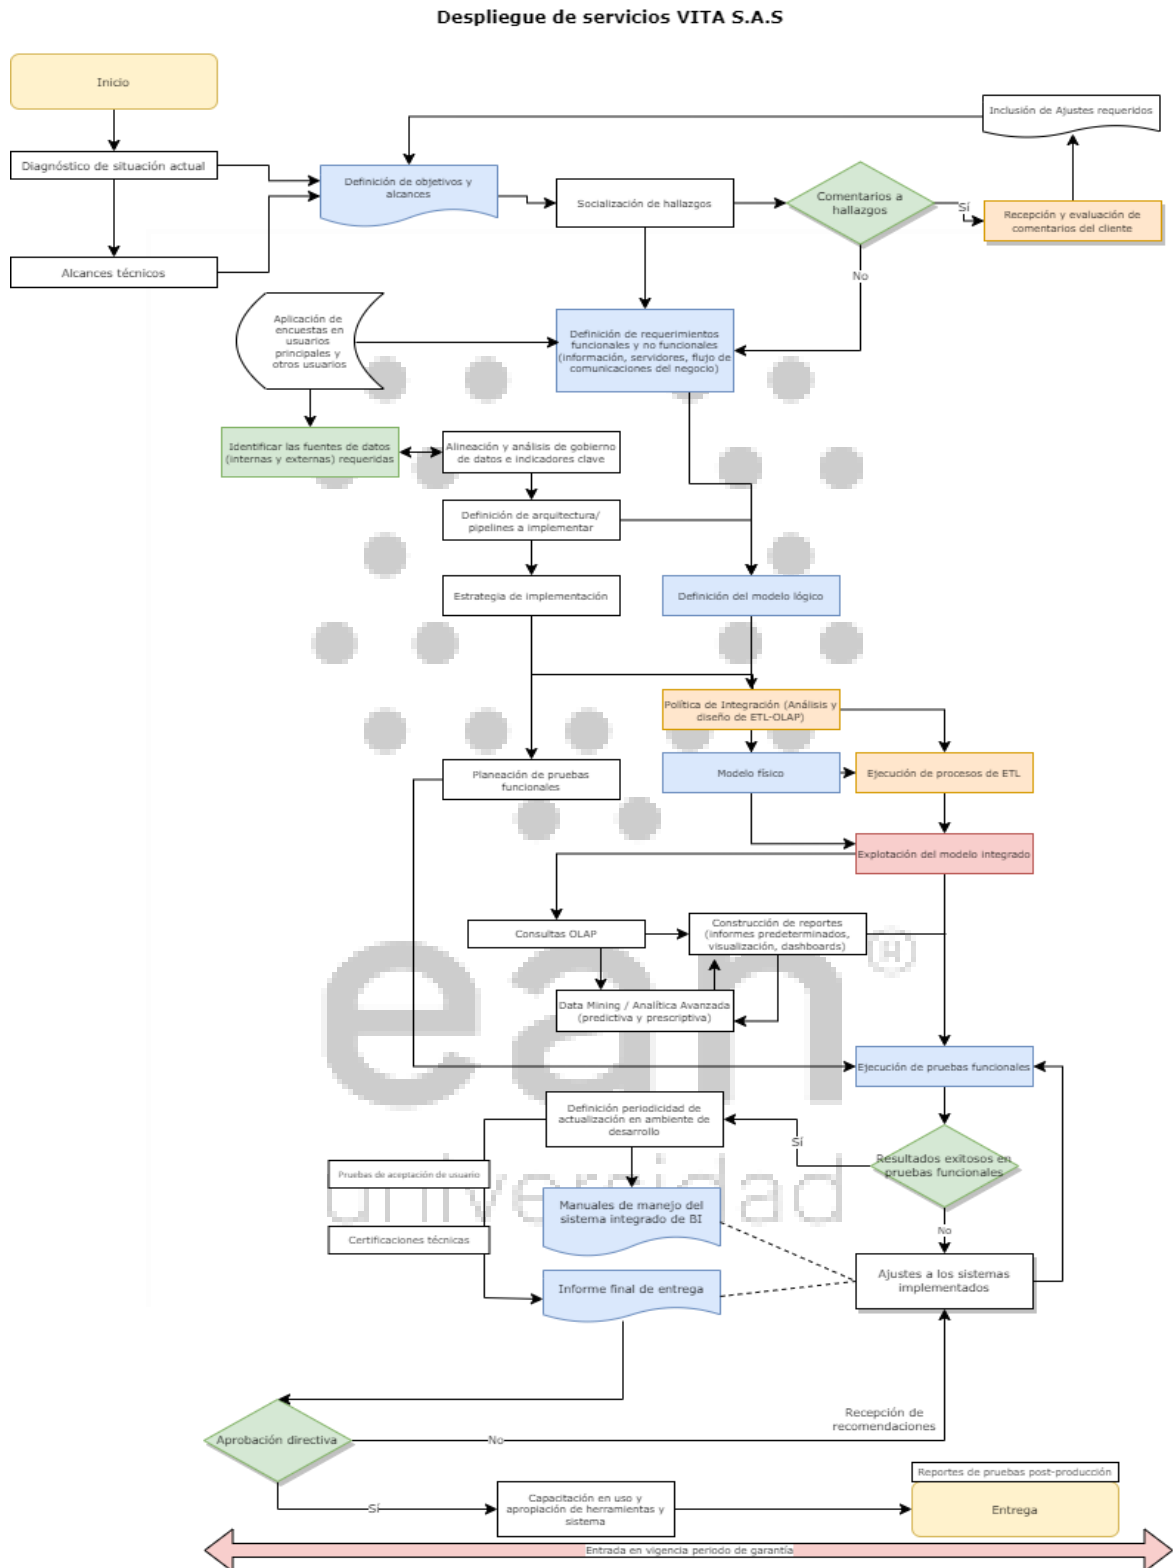 Despliegue de servicios VITA S.A.S
Inicio
Inclusión de Ajustes requeridos
Diagnóstico de situación actual
Definición de objetivos y
alcances
Socialización de hallazgos
Comentarios a
hallazgos
Sí
Recepción y evaluación de
comentarios del cliente
Alcances técnicos
No
Aplicación de
encuestas en
usuarios
principales y
otros usuarios
Definición de requerimientos
funcionales y no funcionales
(información, servidores, flujo de
comunicaciones del negocio)
Identificar las fuentes de datos
(internas y externas) requeridas
Alineación y análisis de gobierno
de datos e indicadores clave
Definición de arquitectura/
pipelines a implementar
Estrategia de implementación
Definición del modelo lógico
Política de Integración (Análisis y
diseño de ETL-OLAP)
Planeación de pruebas
funcionales
Modelo físico
Ejecución de procesos de ETL
Explotación del modelo integrado
Consultas OLAP
Construcción de reportes
(informes predeterminados,
visualización, dashboards)
Data Mining / Analítica Avanzada
(predictiva y prescriptiva)
ean®
universidad
Ejecución de pruebas funcionales
Definición periodicidad de
actualización en ambiente de
desarrollo
Sí
Resultados exitosos en
pruebas funcionales
Pruebas de aceptación de usuario
Manuales de manejo del
sistema integrado de BI
No
Certificaciones técnicas
Informe final de entrega
Ajustes a los sistemas
implementados
Recepción de
recomendaciones
Aprobación directiva
No
Reportes de pruebas post-producción
Sí
Capacitación en uso y
apropiación de herramientas y
sistema
Entrega
Entrada en vigencia periodo de garantía